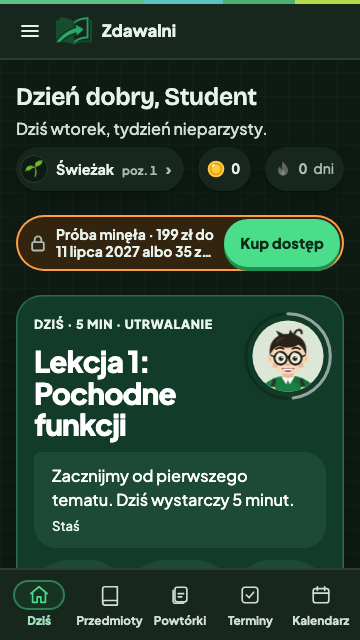 Zdawalni
Dzień dobry, Student
Dziś wtorek, tydzień nieparzysty.
Świeżak poz. 1 ›
0
0 dni
Próba minęła · 199 zł do
11 lipca 2027 albo 35 z…
Kup dostęp
DZIŚ · 5 MIN · UTRWALANIE
Lekcja 1:
Pochodne
funkcji
Zacznijmy od pierwszego
tematu. Dziś wystarczy 5 minut.
Staś
Dziś
Przedmioty
Powtórki
Terminy
Kalendarz